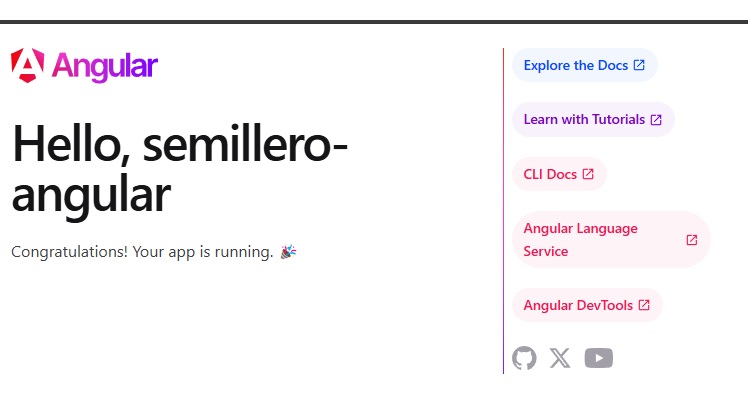 Angular
Hello, semillero-
angular
Congratulations! Your app is running. 🎉
Explore the Docs
Learn with Tutorials
CLI Docs
Angular Language
Service
Angular DevTools